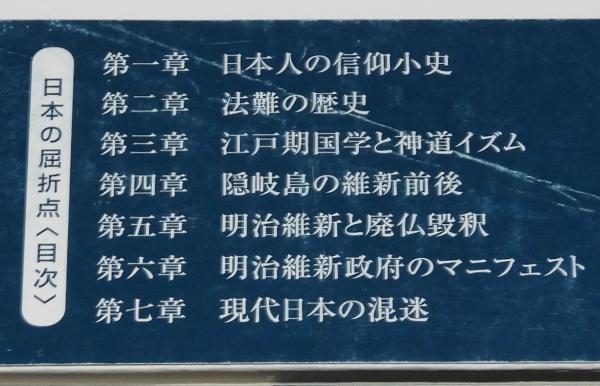 日本の屈折点〈目次〉
第一章 日本人の信仰小史
第二章 法難の歴史
第三章 江戸期国学と神道イズム
第四章 隠岐島の維新前後
第五章 明治維新と廃仏毀釈
第六章 明治維新政府のマニフェスト
第七章 現代日本の混迷